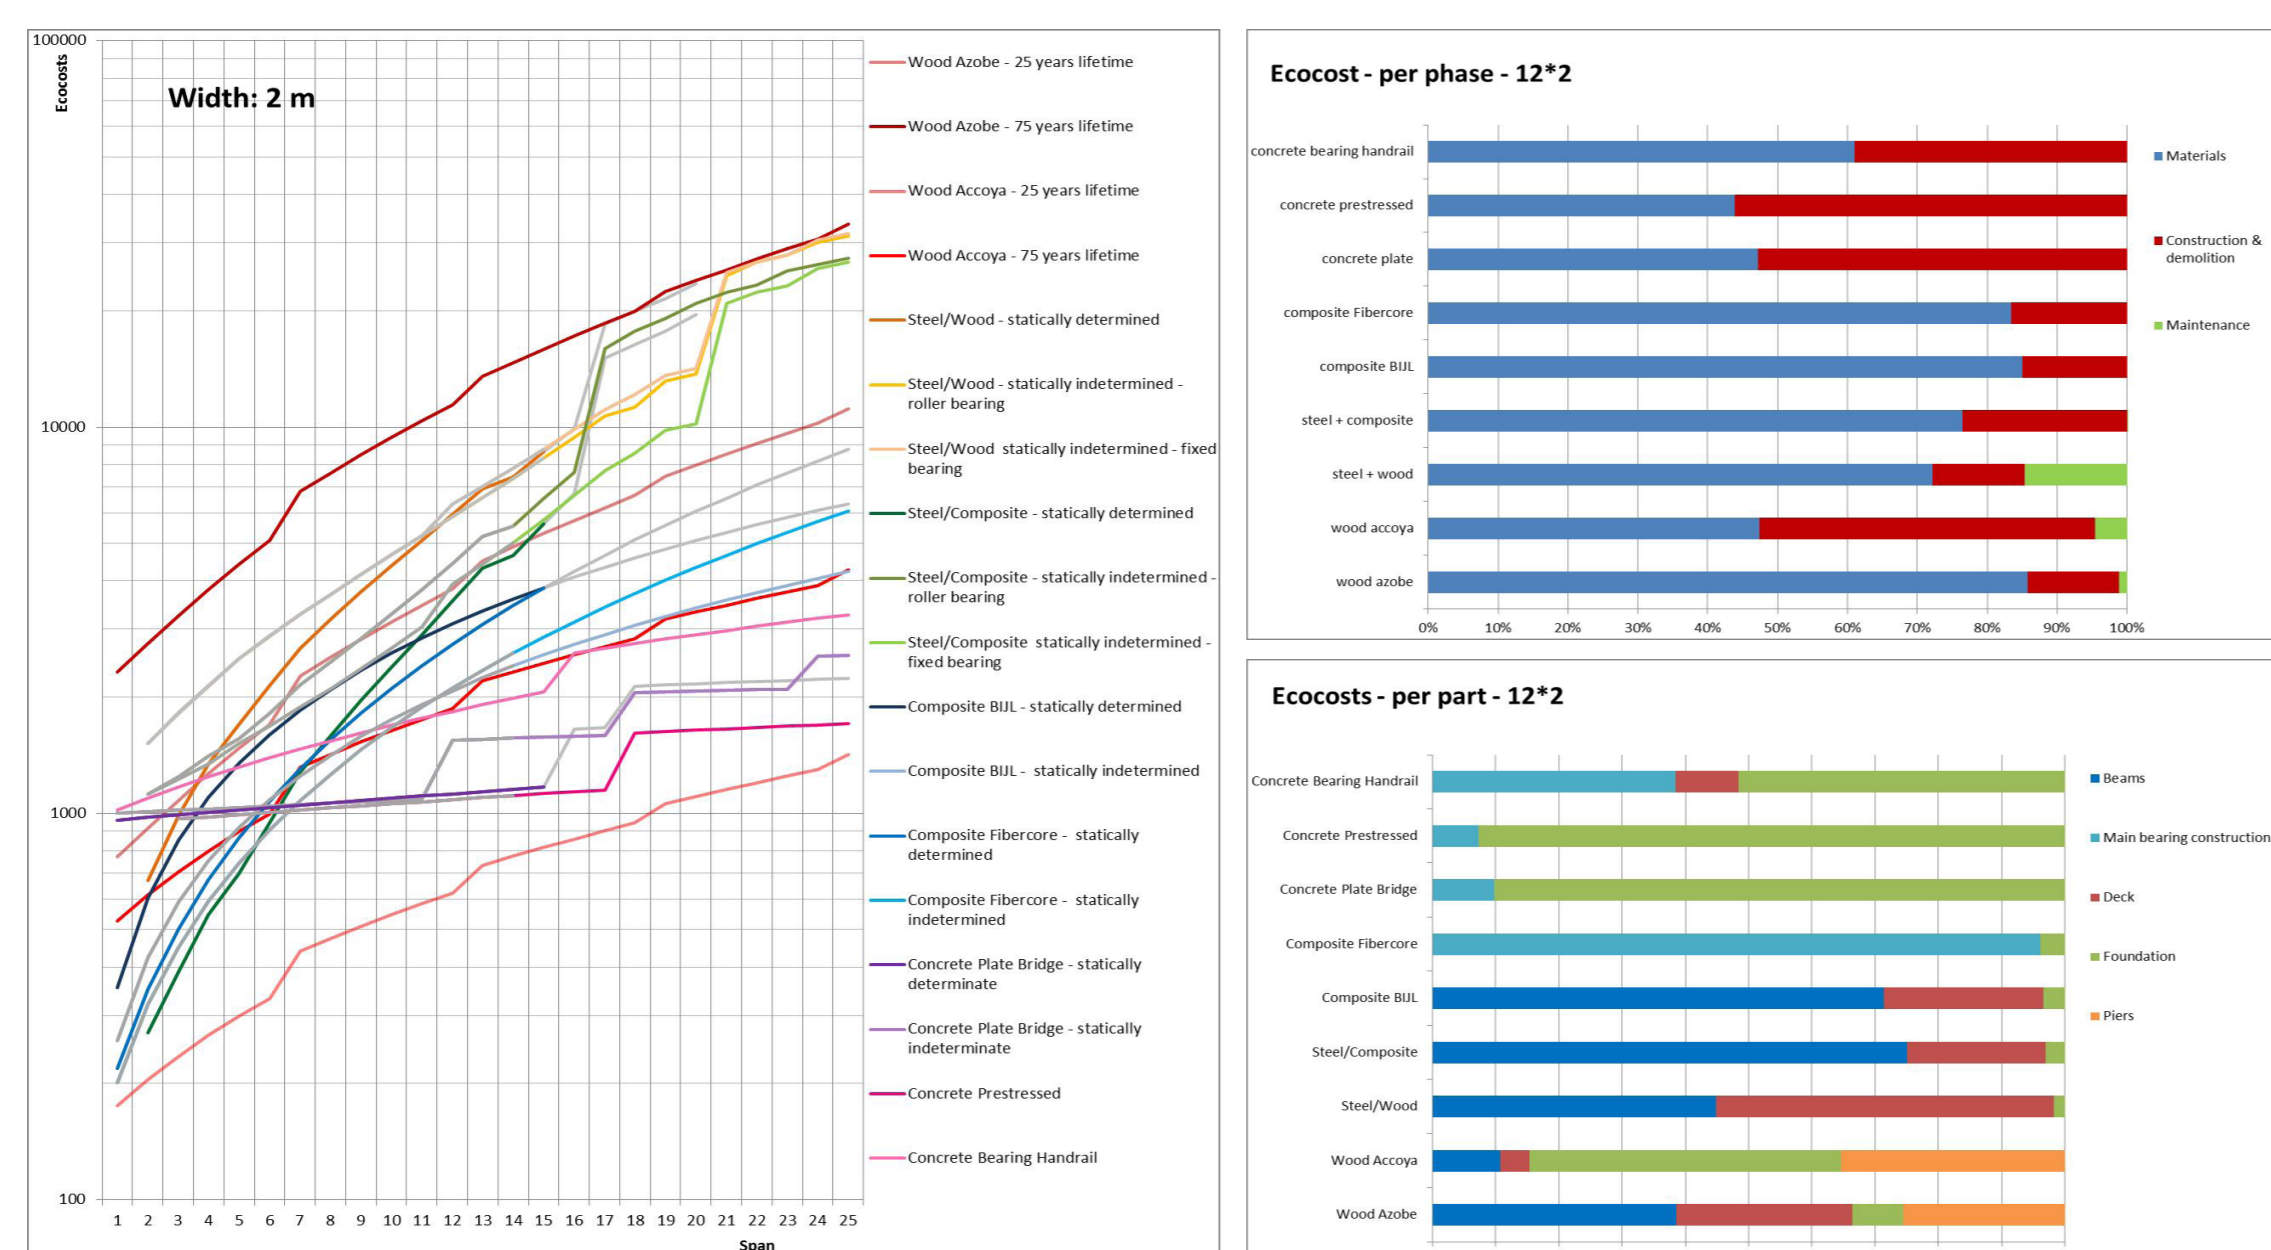 100000
Ecocosts
Width: 2 m
10000
1000
100
1 2 3 4 5 6 7 8 9 10 11 12 13 14 15 16 17 18 19 20 21 22 23 24 25
Span
Wood Azobe - 25 years lifetime
Wood Azobe - 75 years lifetime
Wood Accoya - 25 years lifetime
Wood Accoya - 75 years lifetime
Steel/Wood - statically determined
Steel/Wood - statically indetermined -
roller bearing
Steel/Wood statically indetermined - fixed
bearing
Steel/Composite - statically determined
Steel/Composite - statically indetermined -
roller bearing
Steel/Composite statically indetermined -
fixed bearing
Composite BIJL - statically determined
Composite BIJL - statically indetermined
Composite Fibercore - statically
determined
Composite Fibercore - statically
indetermined
Concrete Plate Bridge - statically
determinate
Concrete Plate Bridge - statically
indeterminate
Concrete Prestressed
Concrete Bearing Handrail
Ecocost - per phase - 12*2
concrete bearing handrail
concrete prestressed
concrete plate
composite Fibercore
composite BIJL
steel + composite
steel + wood
wood accoya
wood azobe
0% 10% 20% 30% 40% 50% 60% 70% 80% 90% 100%
Materials
Construction &
demolition
Maintenance
Ecocosts - per part - 12*2
Concrete Bearing Handrail
Concrete Prestressed
Concrete Plate Bridge
Composite Fibercore
Composite BIJL
Steel/Composite
Steel/Wood
Wood Accoya
Wood Azobe
Beams
Main bearing construction
Deck
Foundation
Piers